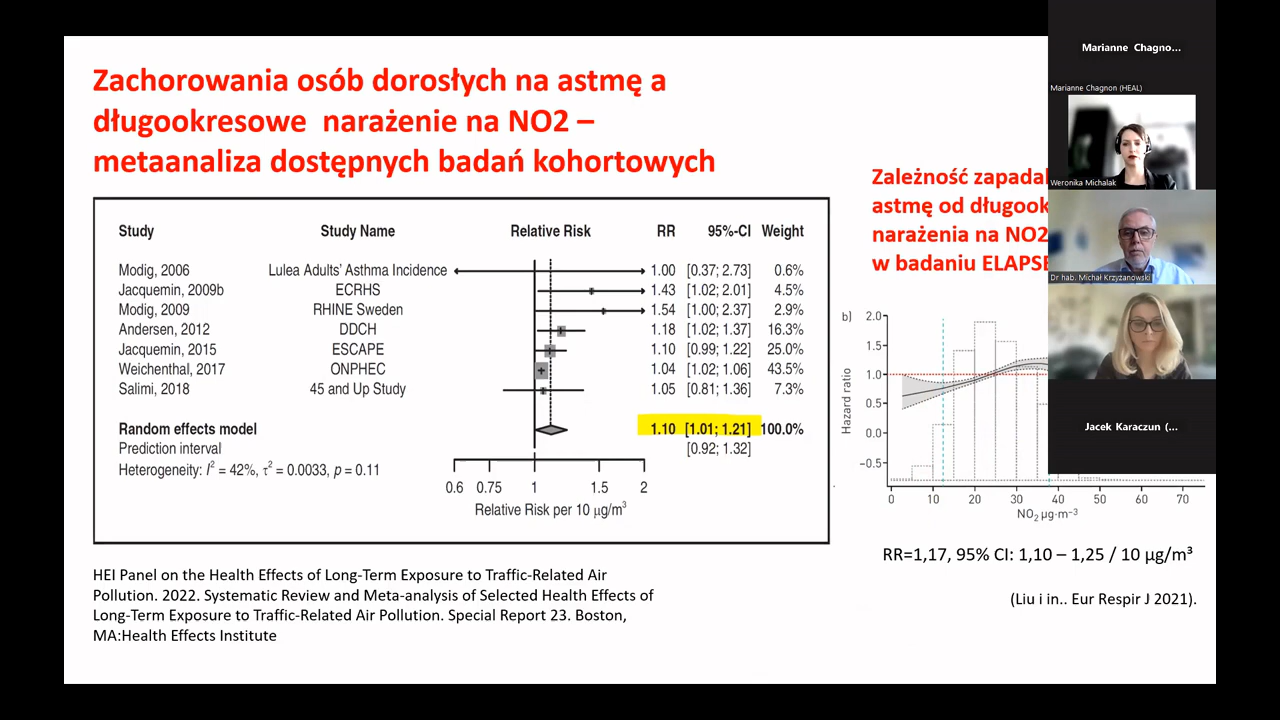 Zachorowania osób dorosłych na astmę a
długookresowe narażenie na NO2 –
metaanaliza dostępnych badań kohortowych
Study Study Name Relative Risk RR 95%-CI Weight
Modig, 2006 Lulea Adults' Asthma Incidence 1.00 [0.37; 2.73] 0.6%
Jacquemin, 2009b ECRHS 1.43 [1.02; 2.01] 4.5%
Modig, 2009 RHINE Sweden 1.54 [1.00; 2.37] 2.9%
Andersen, 2012 DDCH 1.18 [1.02; 1.37] 16.3%
Jacquemin, 2015 ESCAPE 1.10 [0.99; 1.22] 25.0%
Weichenthal, 2017 ONPHEC 1.04 [1.02; 1.06] 43.5%
Salimi, 2018 45 and Up Study 1.05 [0.81; 1.36] 7.3%
Random effects model 1.10 [1.01; 1.21] 100.0%
Prediction interval [0.92; 1.32]
Heterogeneity: I² = 42%, τ² = 0.0033, p = 0.11
0.6 0.75 1 1.5 2
Relative Risk per 10 µg/m³
HEI Panel on the Health Effects of Long-Term Exposure to Traffic-Related Air
Pollution. 2022. Systematic Review and Meta-analysis of Selected Health Effects of
Long-Term Exposure to Traffic-Related Air Pollution. Special Report 23. Boston,
MA:Health Effects Institute
Zależność
astmę od
narażenia na NO2
w badaniu ELAPSE
b)
2.0
1.5
1.0
0.5
0.0
−0.5
Hazard ratio
0 10 20 30 40 50 60 70
NO₂ µg·m⁻³
RR=1,17, 95% CI: 1,10 – 1,25 / 10 µg/m³
(Liu i in.. Eur Respir J 2021).
Marianne Chagno...
Marianne Chagnon (HEAL)
Weronika Michalak
Dr hab. Michał Krzyżanowski
Jacek Karaczun (...